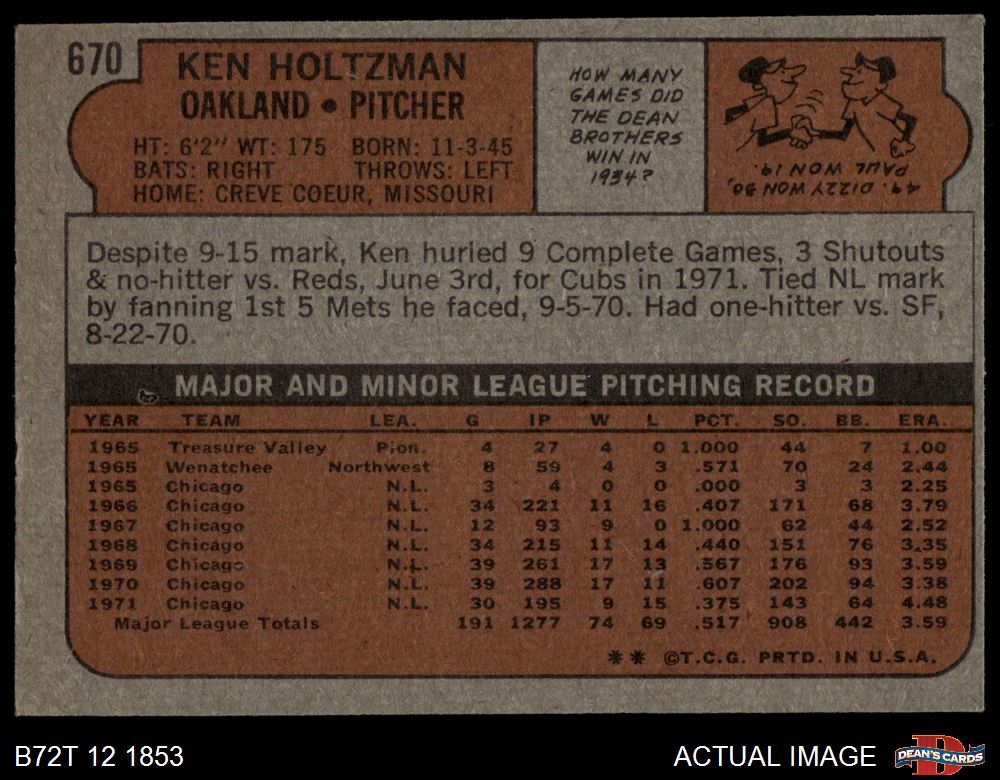 670
KEN HOLTZMAN
OAKLAND • PITCHER
HT: 6'2" WT: 175 BORN: 11-3-45
BATS: RIGHT THROWS: LEFT
HOME: CREVE COEUR, MISSOURI
HOW MANY
GAMES DID
THE DEAN
BROTHERS
WIN IN
1934?
49. DIZZY WON 30,
PAUL WON 19.
Despite 9-15 mark, Ken hurled 9 Complete Games, 3 Shutouts
& no-hitter vs. Reds, June 3rd, for Cubs in 1971. Tied NL mark
by fanning 1st 5 Mets he faced, 9-5-70. Had one-hitter vs. SF,
8-22-70.
MAJOR AND MINOR LEAGUE PITCHING RECORD
YEAR TEAM LEA. G IP W L PCT. SO. BB. ERA.
1965 Treasure Valley Pion. 4 27 4 0 1.000 44 7 1.00
1965 Wenatchee Northwest 8 59 4 3 .571 70 24 2.44
1965 Chicago N.L. 3 4 0 0 .000 3 3 2.25
1966 Chicago N.L. 34 221 11 16 .407 171 68 3.79
1967 Chicago N.L. 12 93 9 0 1.000 62 44 2.52
1968 Chicago N.L. 34 215 11 14 .440 151 76 3.35
1969 Chicago N.L. 39 261 17 13 .567 176 93 3.59
1970 Chicago N.L. 39 288 17 11 .607 202 94 3.38
1971 Chicago N.L. 30 195 9 15 .375 143 64 4.48
Major League Totals 191 1277 74 69 .517 908 442 3.59
** ©T.C.G. PRTD. IN U.S.A.
B72T 12 1853
ACTUAL IMAGE
DEAN'S CARDS